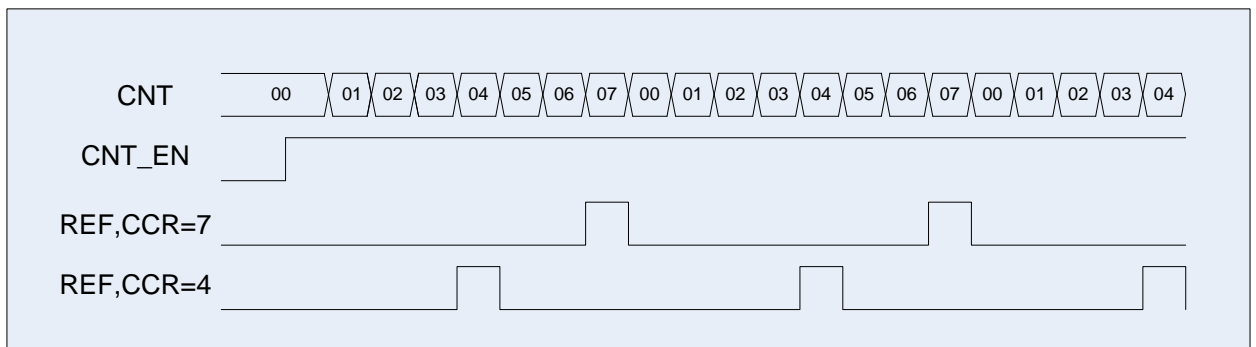 CNT 00 01 02 03 04 05 06 07 00 01 02 03 04 05 06 07 00 01 02 03 04
CNT_EN
REF,CCR=7
REF,CCR=4